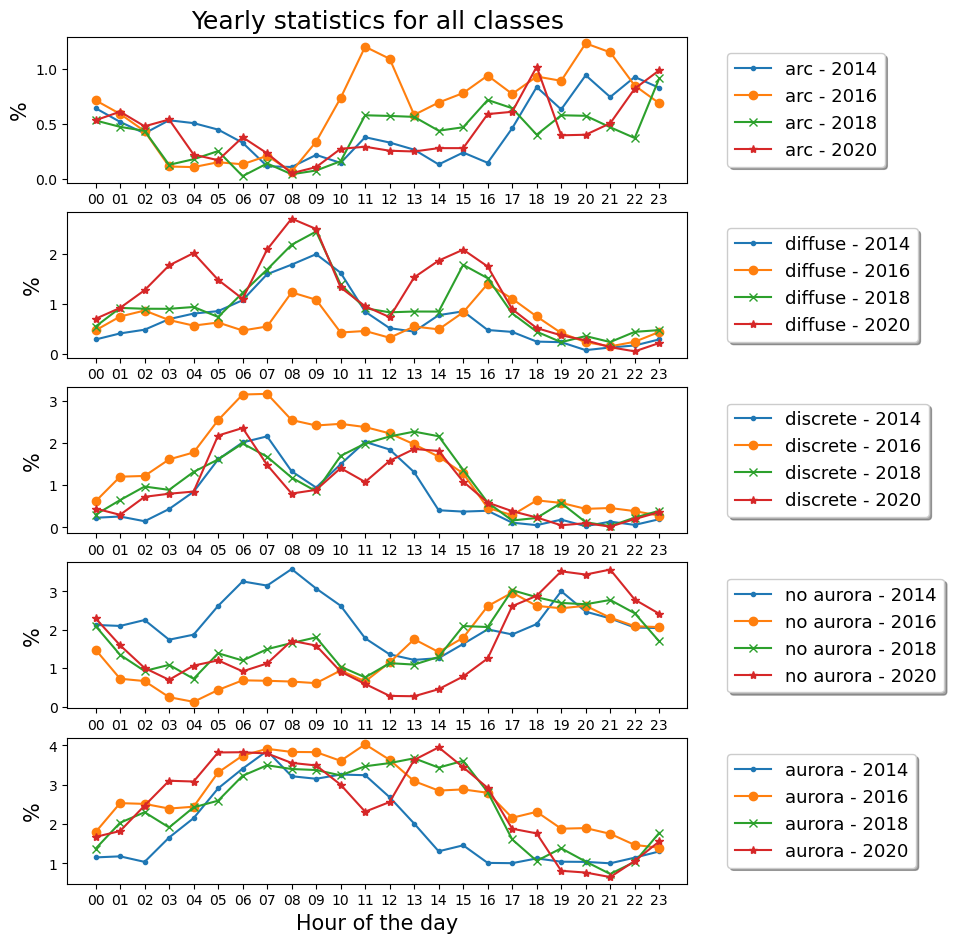 Yearly statistics for all classes
%
1.0
0.5
0.0
00 01 02 03 04 05 06 07 08 09 10 11 12 13 14 15 16 17 18 19 20 21 22 23
arc - 2014
arc - 2016
arc - 2018
arc - 2020
%
2
1
0
00 01 02 03 04 05 06 07 08 09 10 11 12 13 14 15 16 17 18 19 20 21 22 23
diffuse - 2014
diffuse - 2016
diffuse - 2018
diffuse - 2020
%
3
2
1
0
00 01 02 03 04 05 06 07 08 09 10 11 12 13 14 15 16 17 18 19 20 21 22 23
discrete - 2014
discrete - 2016
discrete - 2018
discrete - 2020
%
3
2
1
0
00 01 02 03 04 05 06 07 08 09 10 11 12 13 14 15 16 17 18 19 20 21 22 23
no aurora - 2014
no aurora - 2016
no aurora - 2018
no aurora - 2020
%
4
3
2
1
00 01 02 03 04 05 06 07 08 09 10 11 12 13 14 15 16 17 18 19 20 21 22 23
aurora - 2014
aurora - 2016
aurora - 2018
aurora - 2020
Hour of the day